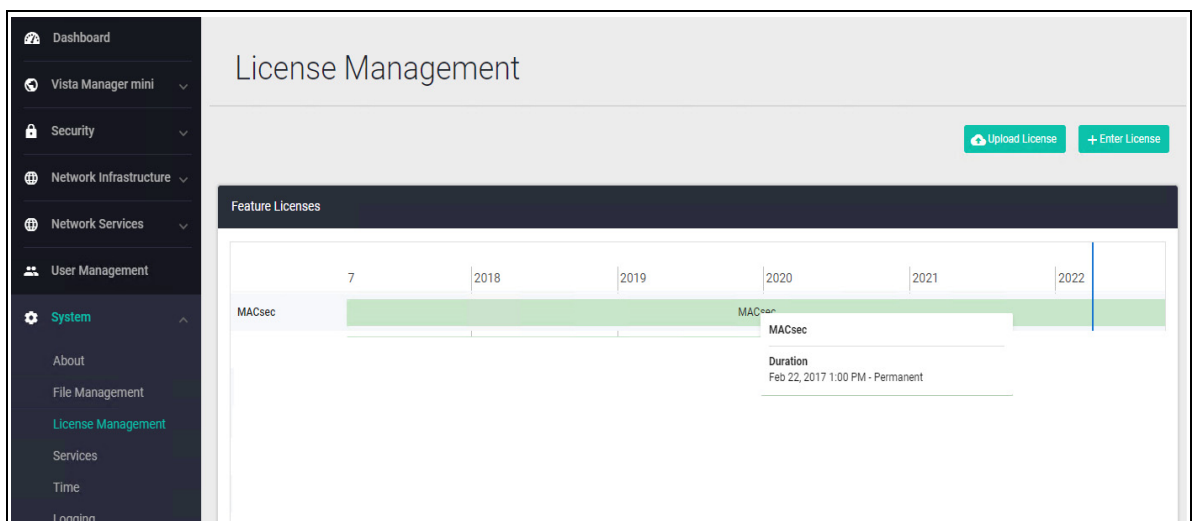 Dashboard
Vista Manager mini
Security
Network Infrastructure
Network Services
User Management
System
About
File Management
License Management
Services
Time
Logging
License Management
Upload License
+ Enter License
Feature Licenses
7 2018 2019 2020 2021 2022
MACsec
MACsec
MACsec
Duration
Feb 22, 2017 1:00 PM - Permanent